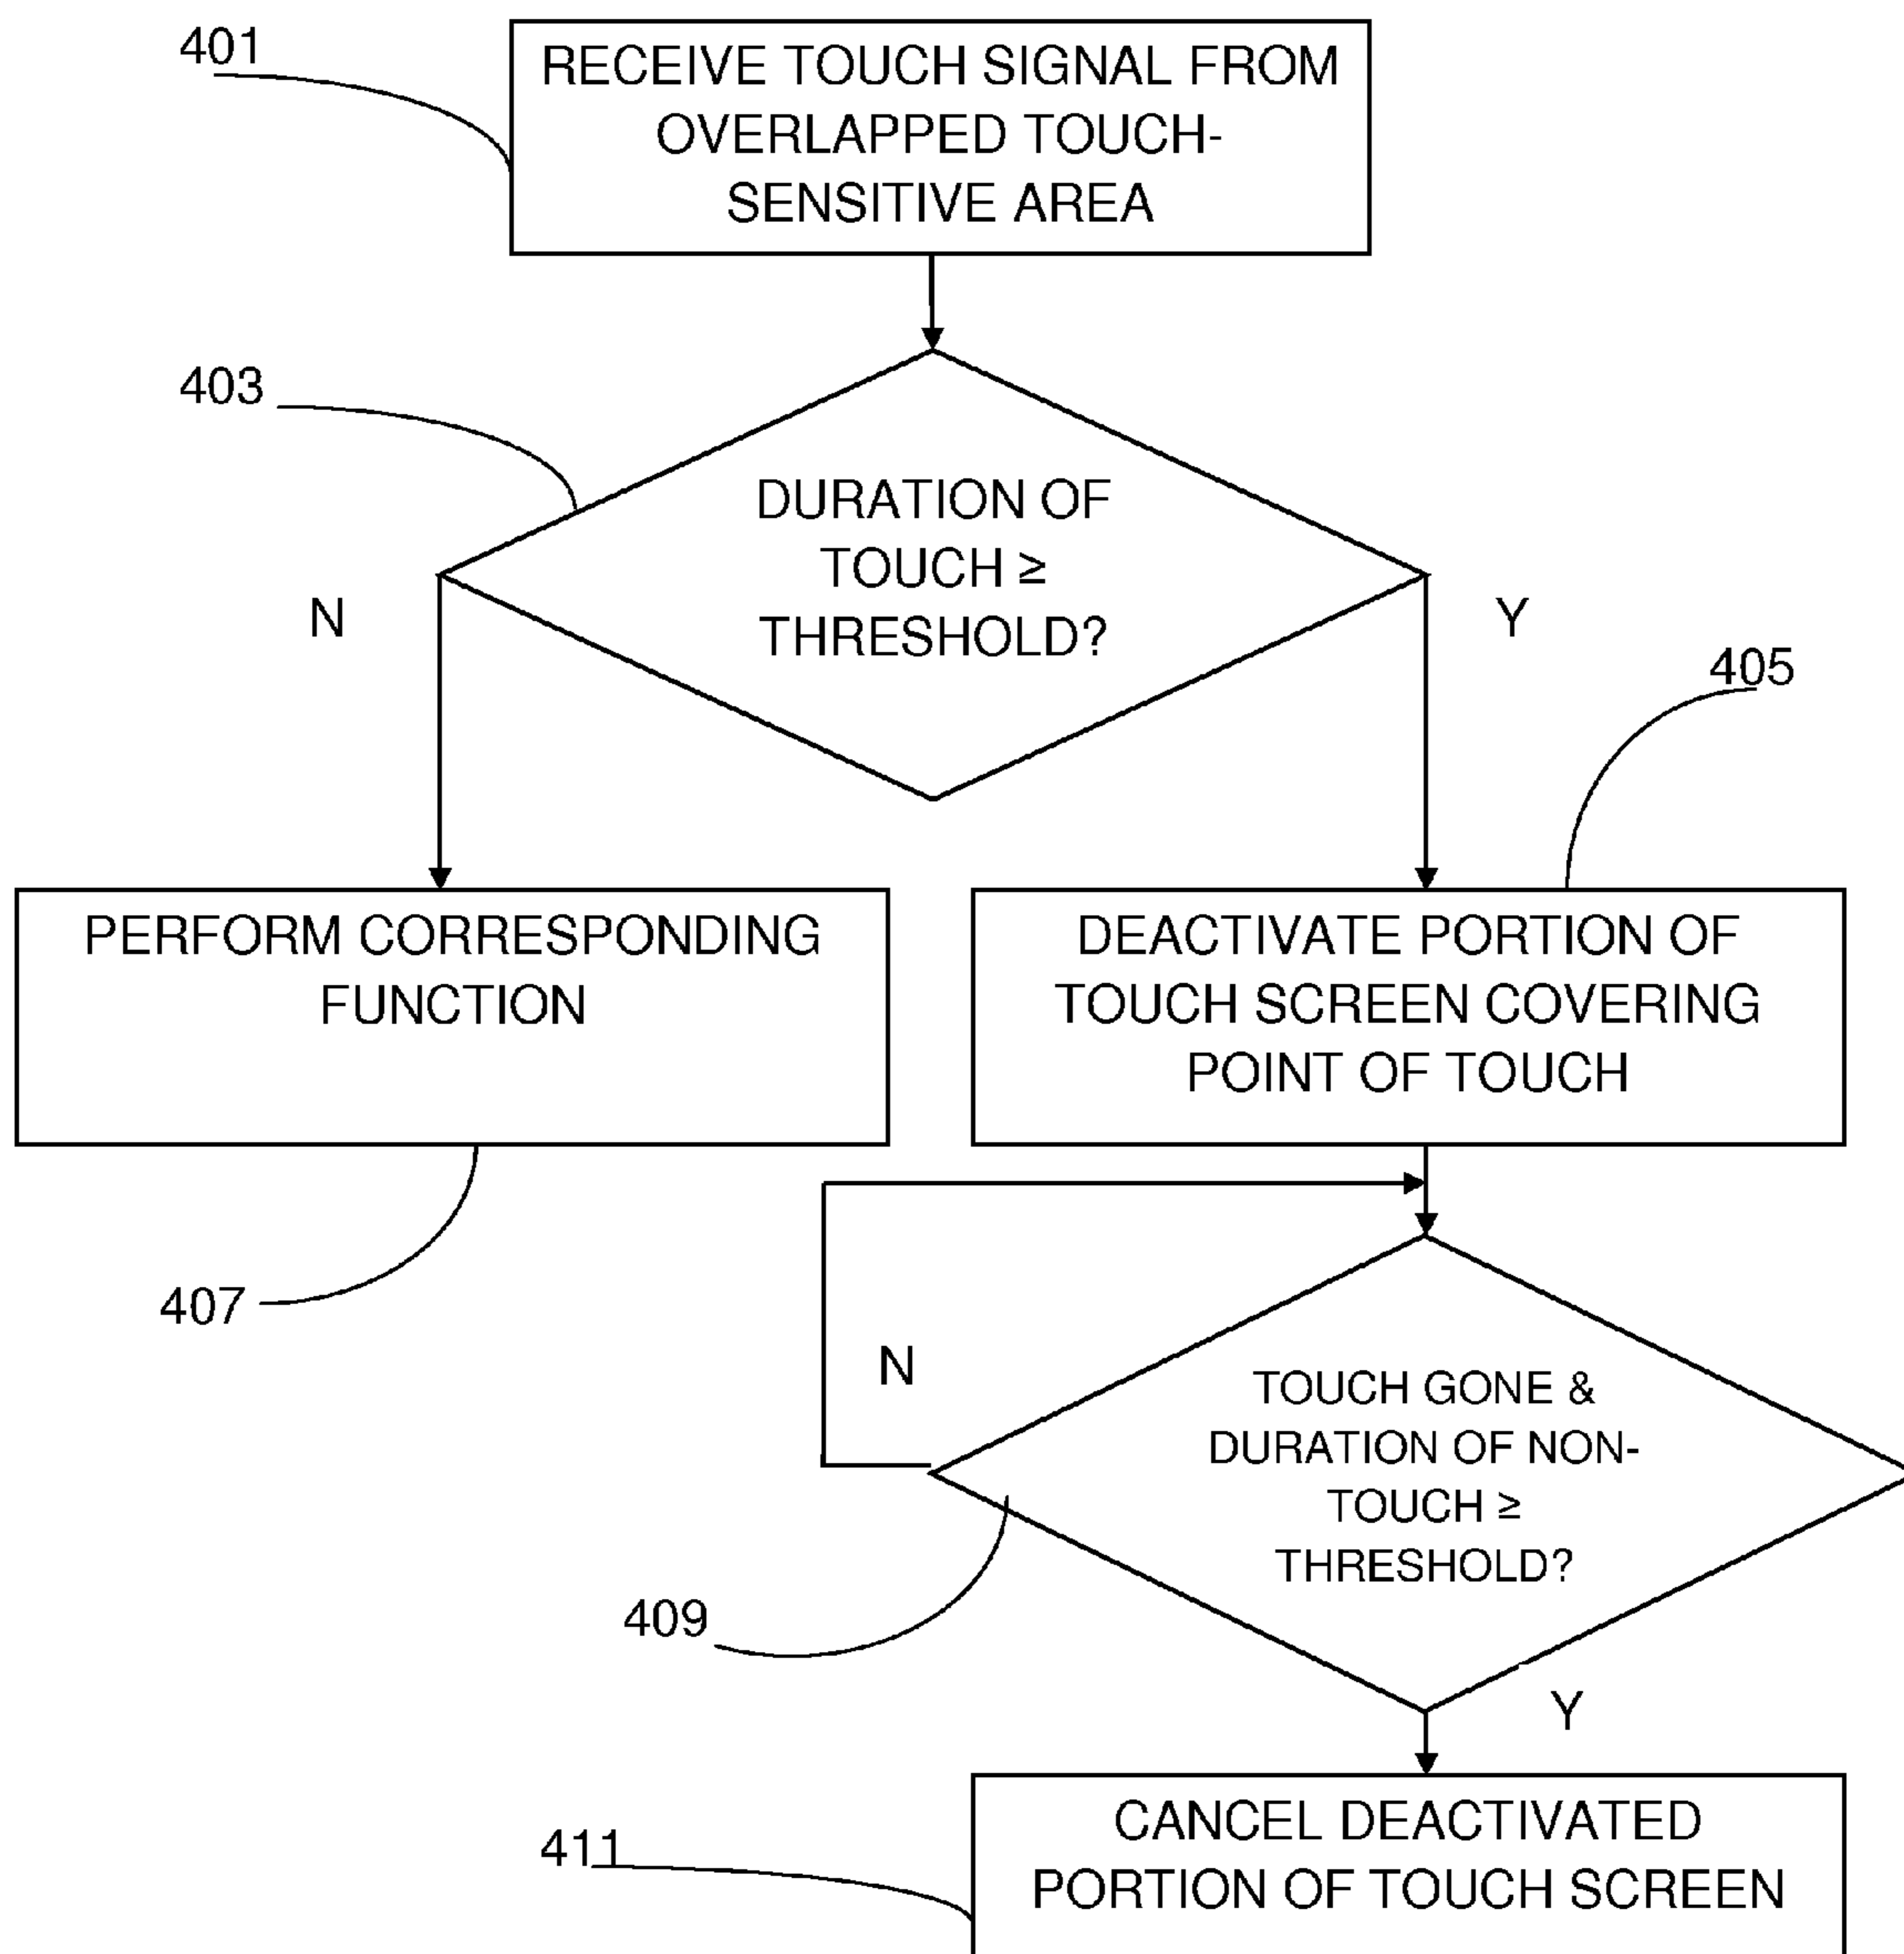 401
RECEIVE TOUCH SIGNAL FROM
OVERLAPPED TOUCH-
SENSITIVE AREA
403
DURATION OF
TOUCH ≥
THRESHOLD?
N
Y
405
PERFORM CORRESPONDING
FUNCTION
DEACTIVATE PORTION OF
TOUCH SCREEN COVERING
POINT OF TOUCH
407
N
TOUCH GONE &
DURATION OF NON-
TOUCH ≥
THRESHOLD?
409
Y
411
CANCEL DEACTIVATED
PORTION OF TOUCH SCREEN